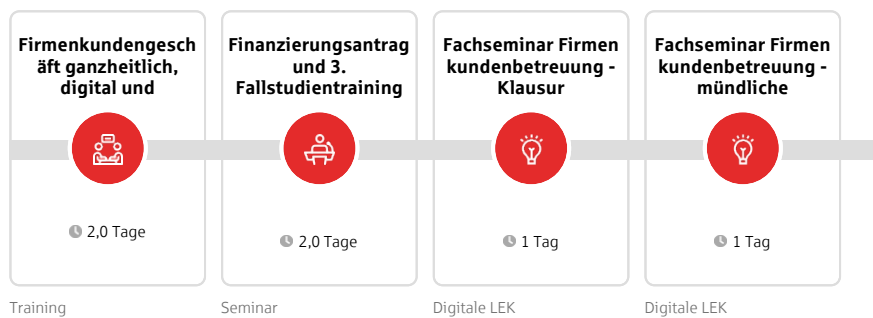 Firmenkundengesch
äft ganzheitlich,
digital und
2,0 Tage
Training
Finanzierungsantrag
und 3.
Fallstudientraining
2,0 Tage
Seminar
Fachseminar Firmen
kundenbetreuung -
Klausur
1 Tag
Digitale LEK
Fachseminar Firmen
kundenbetreuung -
mündliche
1 Tag
Digitale LEK